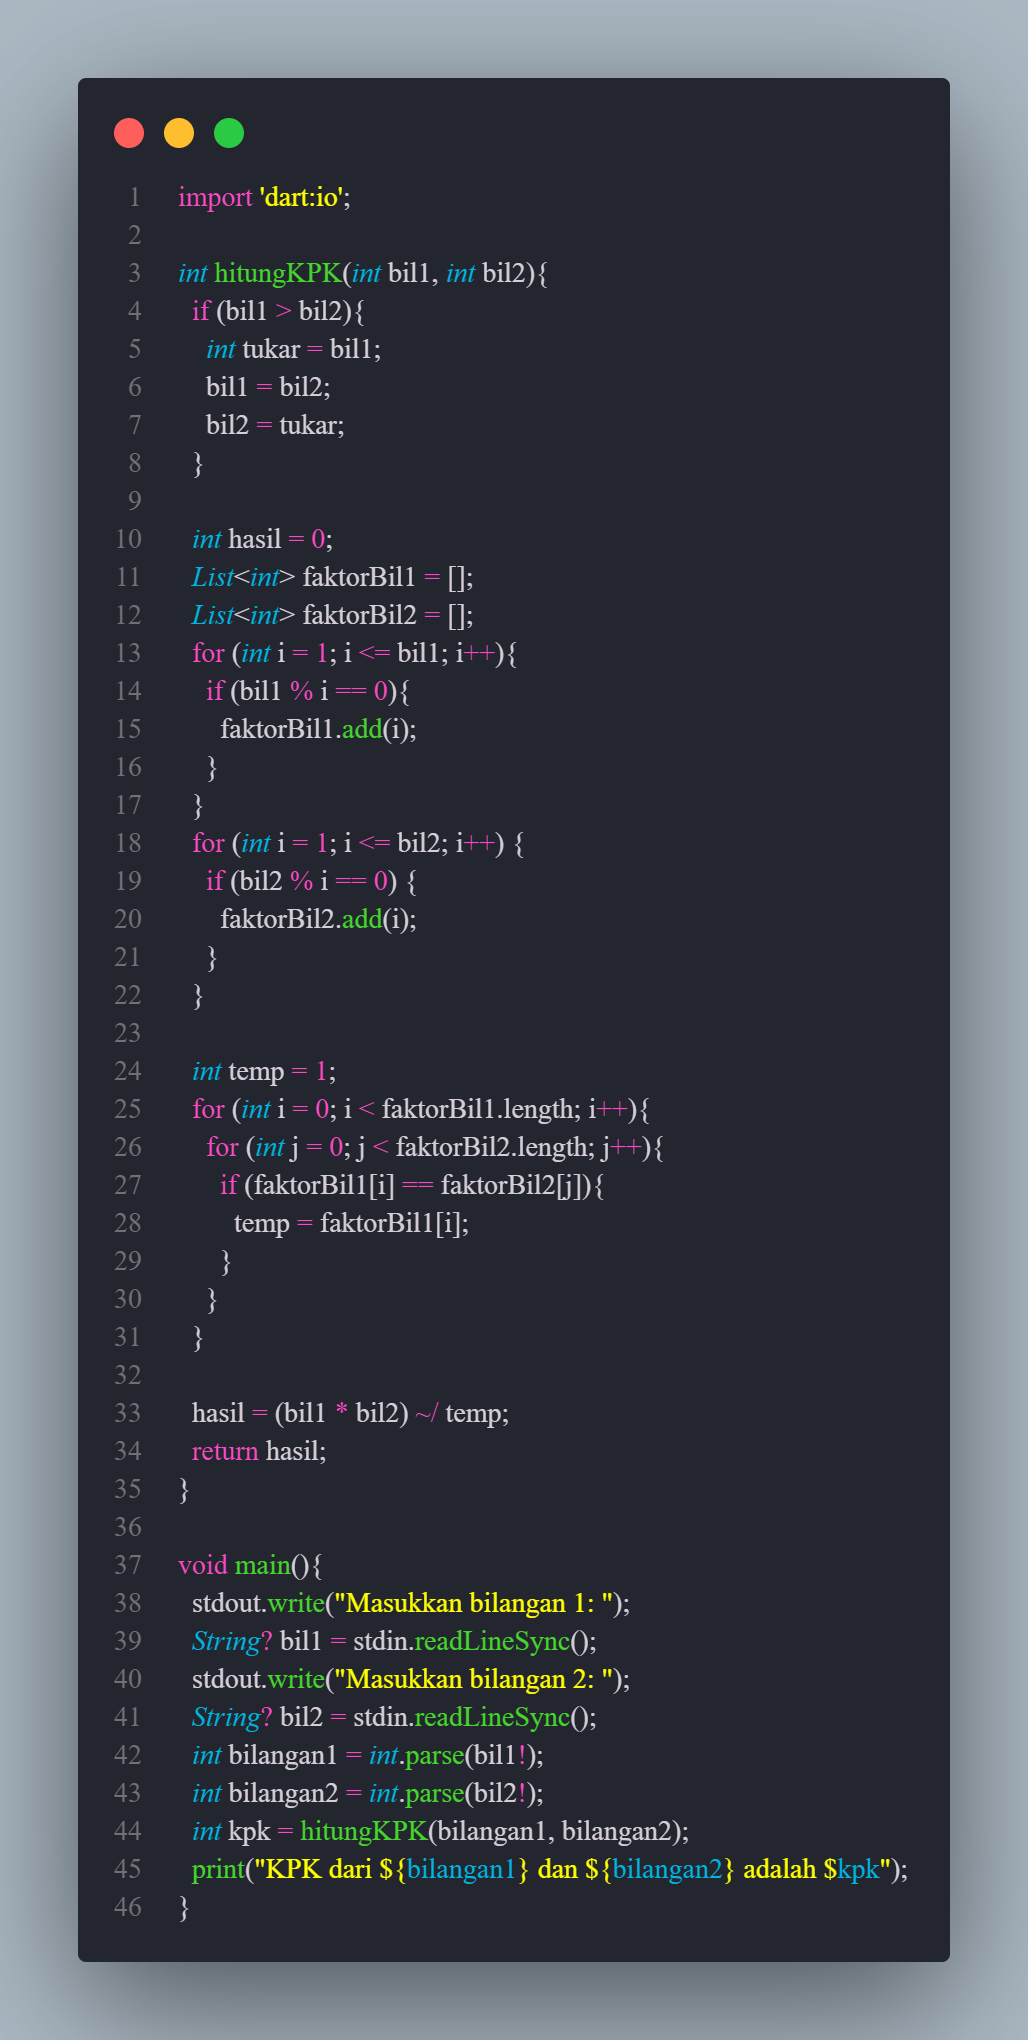 1 import 'dart:io';
2
3 int hitungKPK(int bil1, int bil2){
4   if (bil1 > bil2){
5     int tukar = bil1;
6     bil1 = bil2;
7     bil2 = tukar;
8   }
9
10   int hasil = 0;
11   List<int> faktorBil1 = [];
12   List<int> faktorBil2 = [];
13   for (int i = 1; i <= bil1; i++){
14     if (bil1 % i == 0){
15       faktorBil1.add(i);
16     }
17   }
18   for (int i = 1; i <= bil2; i++) {
19     if (bil2 % i == 0) {
20       faktorBil2.add(i);
21     }
22   }
23
24   int temp = 1;
25   for (int i = 0; i < faktorBil1.length; i++){
26     for (int j = 0; j < faktorBil2.length; j++){
27       if (faktorBil1[i] == faktorBil2[j]){
28         temp = faktorBil1[i];
29       }
30     }
31   }
32
33   hasil = (bil1 * bil2) ~/ temp;
34   return hasil;
35 }
36
37 void main(){
38   stdout.write("Masukkan bilangan 1: ");
39   String? bil1 = stdin.readLineSync();
40   stdout.write("Masukkan bilangan 2: ");
41   String? bil2 = stdin.readLineSync();
42   int bilangan1 = int.parse(bil1!);
43   int bilangan2 = int.parse(bil2!);
44   int kpk = hitungKPK(bilangan1, bilangan2);
45   print("KPK dari ${bilangan1} dan ${bilangan2} adalah $kpk");
46 }